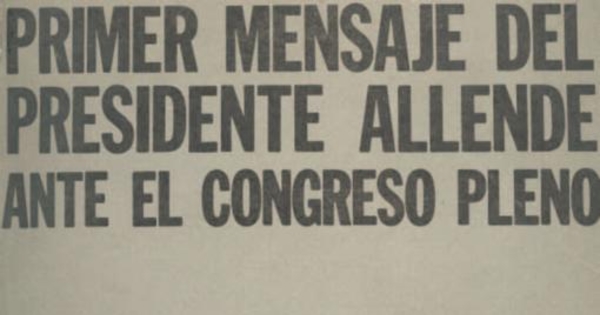 PRIMER MENSAJE DEL
PRESIDENTE ALLENDE
ANTE EL CONGRESO PLENO